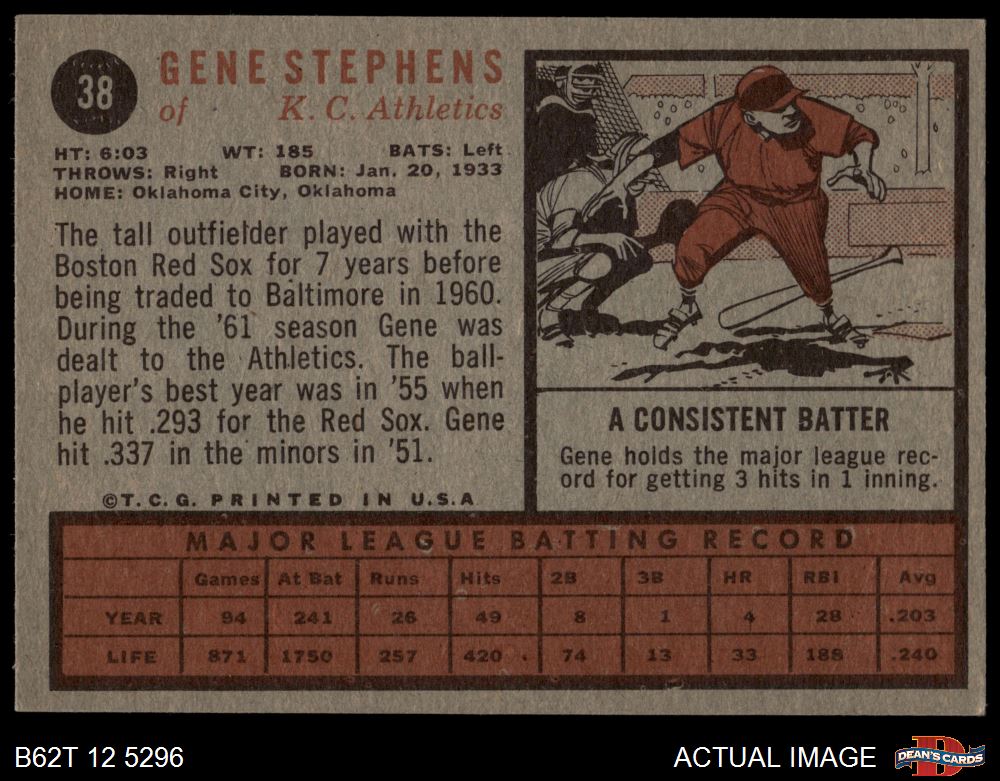 38
GENE STEPHENS
of K. C. Athletics
HT: 6:03 WT: 185 BATS: Left
THROWS: Right BORN: Jan. 20, 1933
HOME: Oklahoma City, Oklahoma
The tall outfielder played with the
Boston Red Sox for 7 years before
being traded to Baltimore in 1960.
During the '61 season Gene was
dealt to the Athletics. The ball-
player's best year was in '55 when
he hit .293 for the Red Sox. Gene
hit .337 in the minors in '51.
©T.C.G. PRINTED IN U.S.A
A CONSISTENT BATTER
Gene holds the major league rec-
ord for getting 3 hits in 1 inning.
MAJOR LEAGUE BATTING RECORD
Games At Bat Runs Hits 2B 3B HR RBI Avg
YEAR 94 241 26 49 8 1 4 28 .203
LIFE 871 1750 257 420 74 13 33 188 .240
B62T 12 5296
ACTUAL IMAGE
D
DEAN'S CARDS